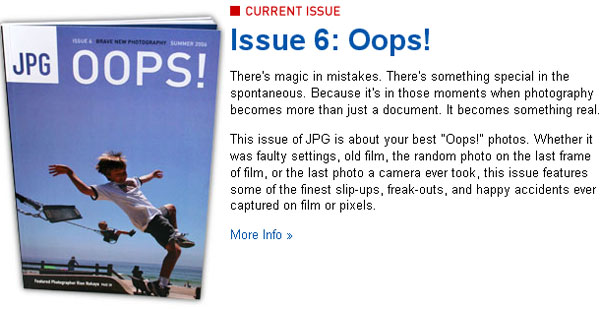 ISSUE 6 BRAVE NEW PHOTOGRAPHY SUMMER 2006
JPG OOPS!
Featured Photographer
CURRENT ISSUE
Issue 6: Oops!
There's magic in mistakes. There's something special in the
spontaneous. Because it's in those moments when photography
becomes more than just a document. It becomes something real.
This issue of JPG is about your best "Oops!" photos. Whether it
was faulty settings, old film, the random photo on the last frame
of film, or the last photo a camera ever took, this issue features
some of the finest slip-ups, freak-outs, and happy accidents ever
captured on film or pixels.
More Info »